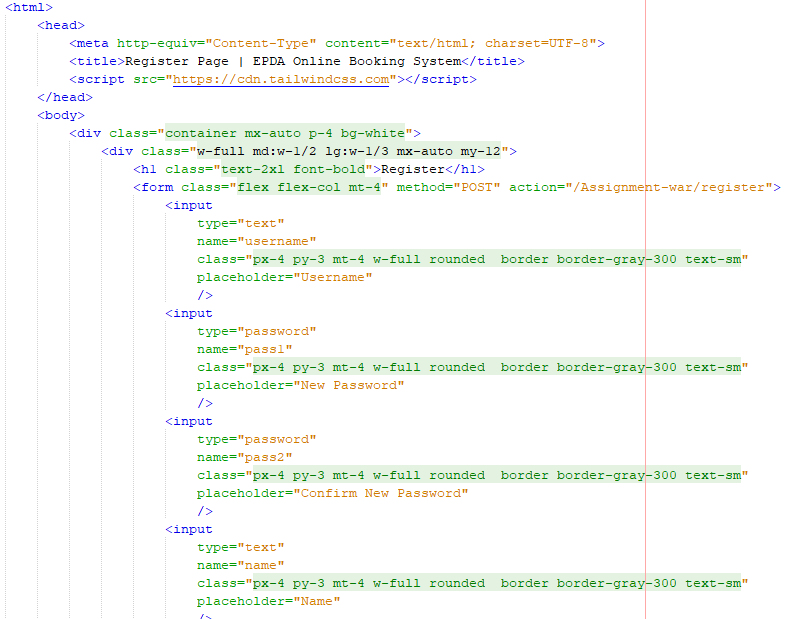 <html>
<head>
<meta http-equiv="Content-Type" content="text/html; charset=UTF-8">
<title>Register Page | EPDA Online Booking System</title>
<script src="https://cdn.tailwindcss.com"></script>
</head>
<body>
<div class="container mx-auto p-4 bg-white">
<div class="w-full md:w-1/2 lg:w-1/3 mx-auto my-12">
<h1 class="text-2xl font-bold">Register</h1>
<form class="flex flex-col mt-4" method="POST" action="/Assignment-war/register">
<input
type="text"
name="username"
class="px-4 py-3 mt-4 w-full rounded  border border-gray-300 text-sm"
placeholder="Username"
/>
<input
type="password"
name="pass1"
class="px-4 py-3 mt-4 w-full rounded  border border-gray-300 text-sm"
placeholder="New Password"
/>
<input
type="password"
name="pass2"
class="px-4 py-3 mt-4 w-full rounded  border border-gray-300 text-sm"
placeholder="Confirm New Password"
/>
<input
type="text"
name="name"
class="px-4 py-3 mt-4 w-full rounded  border border-gray-300 text-sm"
placeholder="Name"
/>